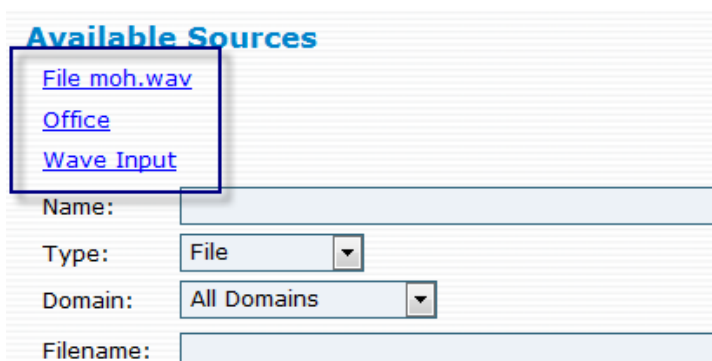 Available Sources
File moh.wav
Office
Wave Input
Name:
Type: File
Domain: All Domains
Filename: